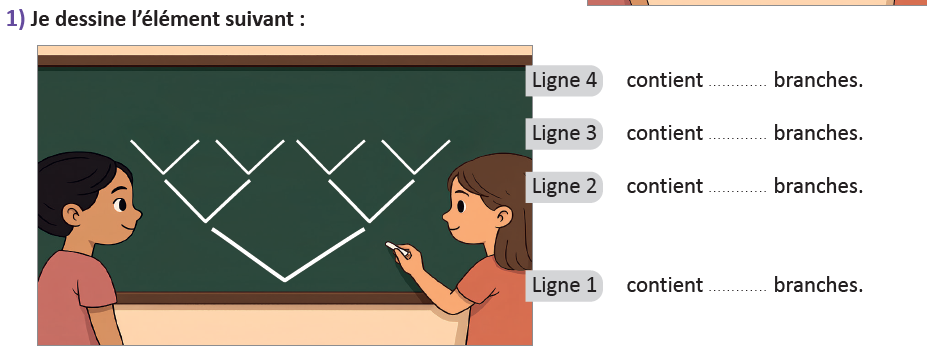 1) Je dessine l’élément suivant :
Ligne 4 contient ............. branches.
Ligne 3 contient ............. branches.
Ligne 2 contient ............. branches.
Ligne 1 contient ............. branches.